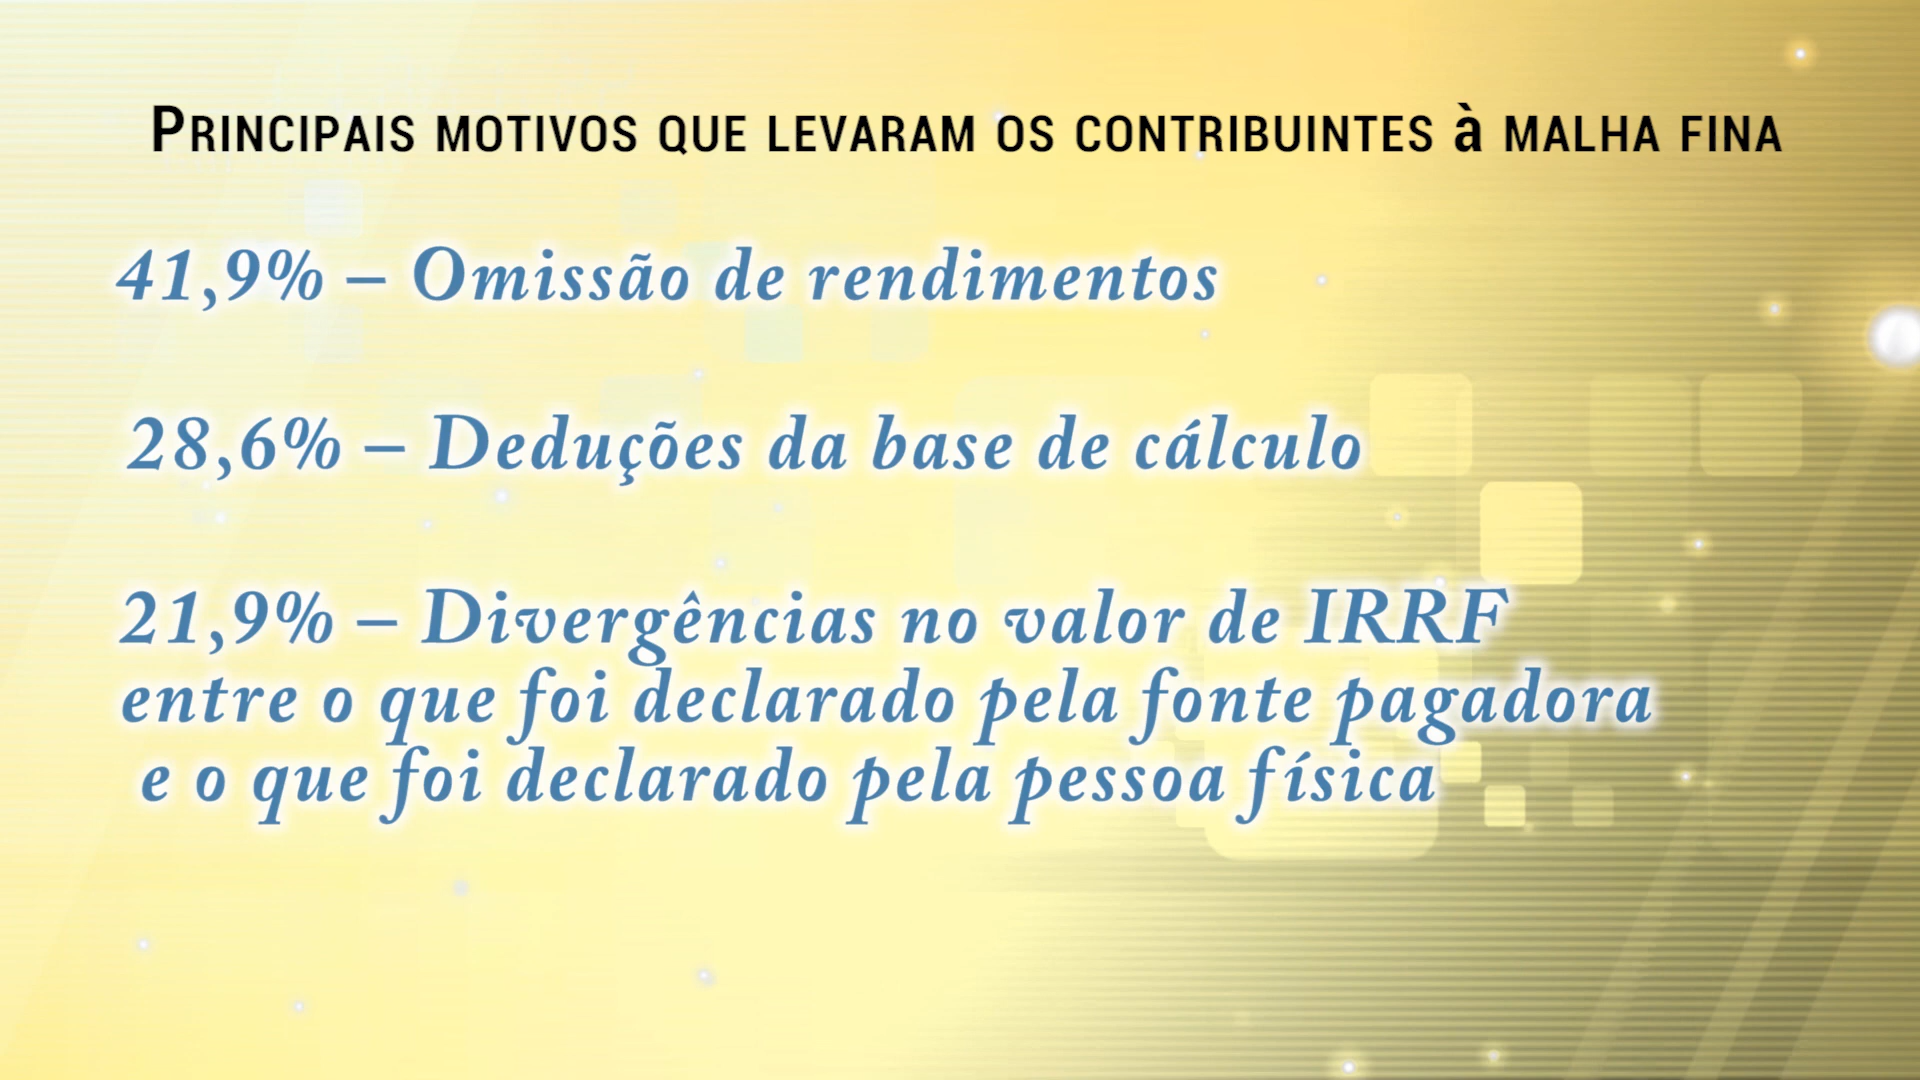 Principais motivos que levaram os contribuintes à malha fina
41,9% – Omissão de rendimentos
28,6% – Deduções da base de cálculo
21,9% – Divergências no valor de IRRF
entre o que foi declarado pela fonte pagadora
e o que foi declarado pela pessoa física